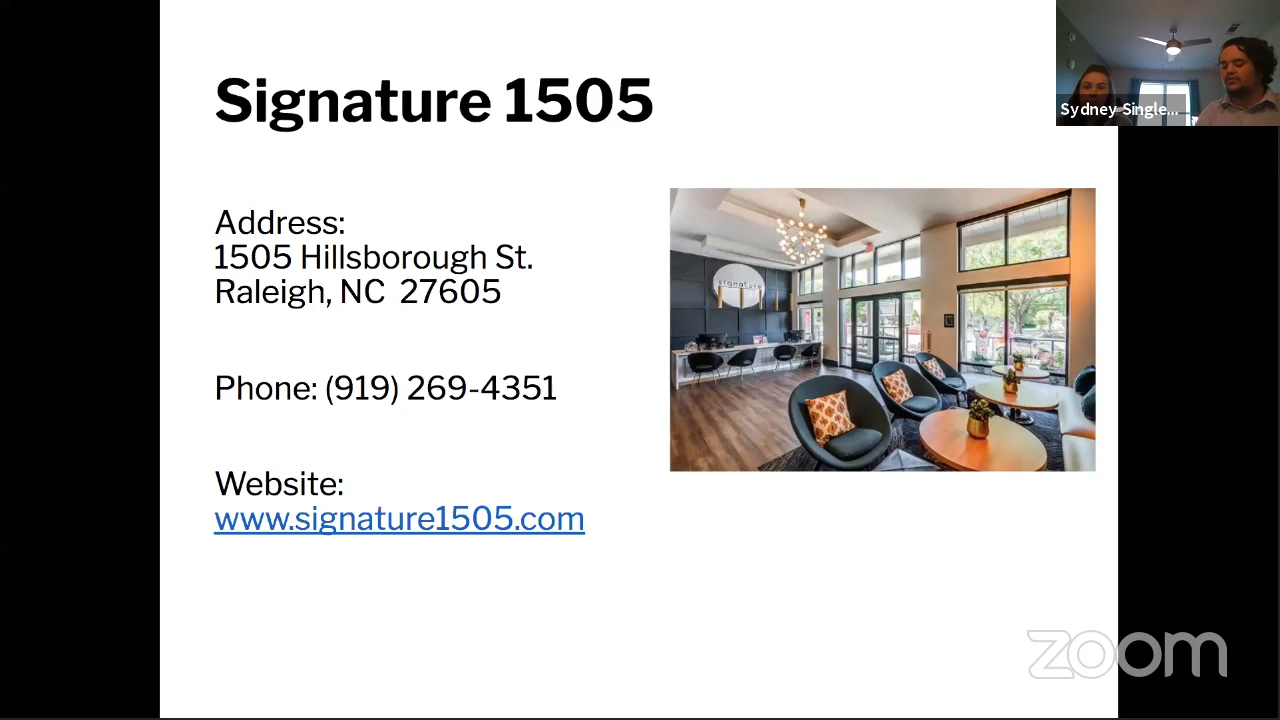 Signature 1505
Sydney Single...
Address:
1505 Hillsborough St.
Raleigh, NC 27605
signature
Phone: (919) 269-4351
Website:
www.signature1505.com
zoom